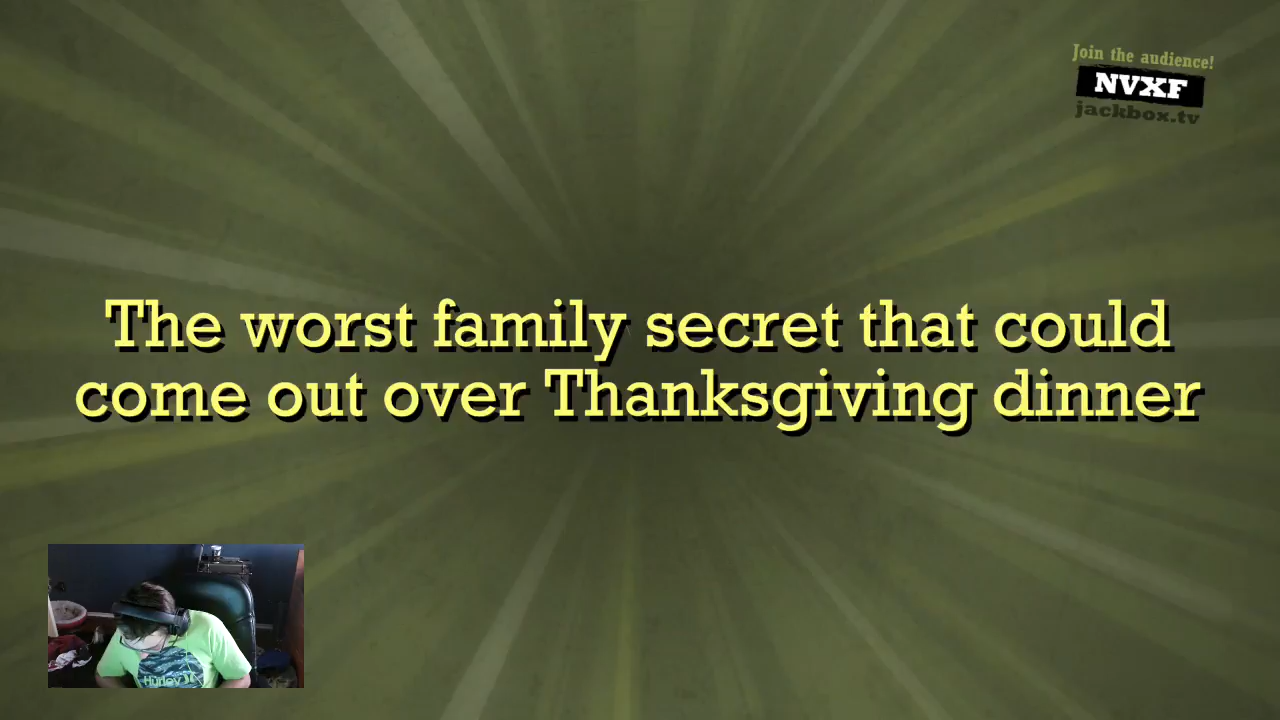 Join the audience!
NVXF
jackbox.tv
The worst family secret that could
come out over Thanksgiving dinner
Hurley